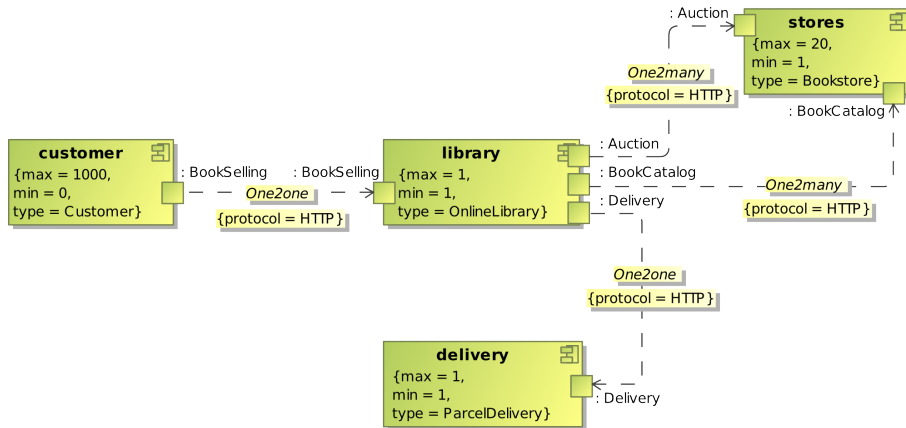 : Auction
stores
{max = 20,
min = 1,
type = Bookstore}
One2many
{protocol = HTTP}
: BookCatalog
customer
{max = 1000,
min = 0,
type = Customer}
: BookSelling
: BookSelling
One2one
{protocol = HTTP}
library
{max = 1,
min = 1,
type = OnlineLibrary}
: Auction
: BookCatalog
: Delivery
One2many
{protocol = HTTP}
One2one
{protocol = HTTP}
delivery
{max = 1,
min = 1,
type = ParcelDelivery}
: Delivery